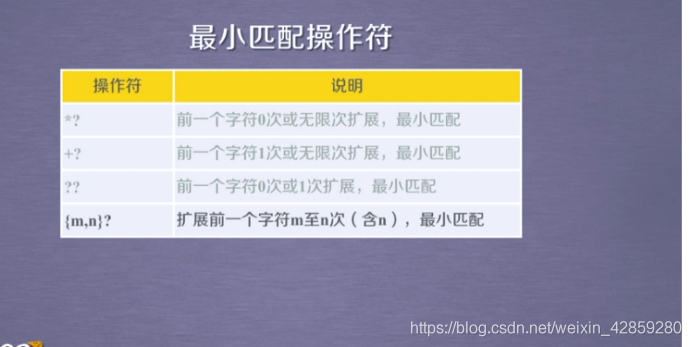 最小匹配操作符
操作符 说明
*? 前一个字符0次或无限次扩展，最小匹配
+? 前一个字符1次或无限次扩展，最小匹配
?? 前一个字符0次或1次扩展，最小匹配
{m,n}? 扩展前一个字符m至n次（含n），最小匹配
https://blog.csdn.net/weixin_42859280